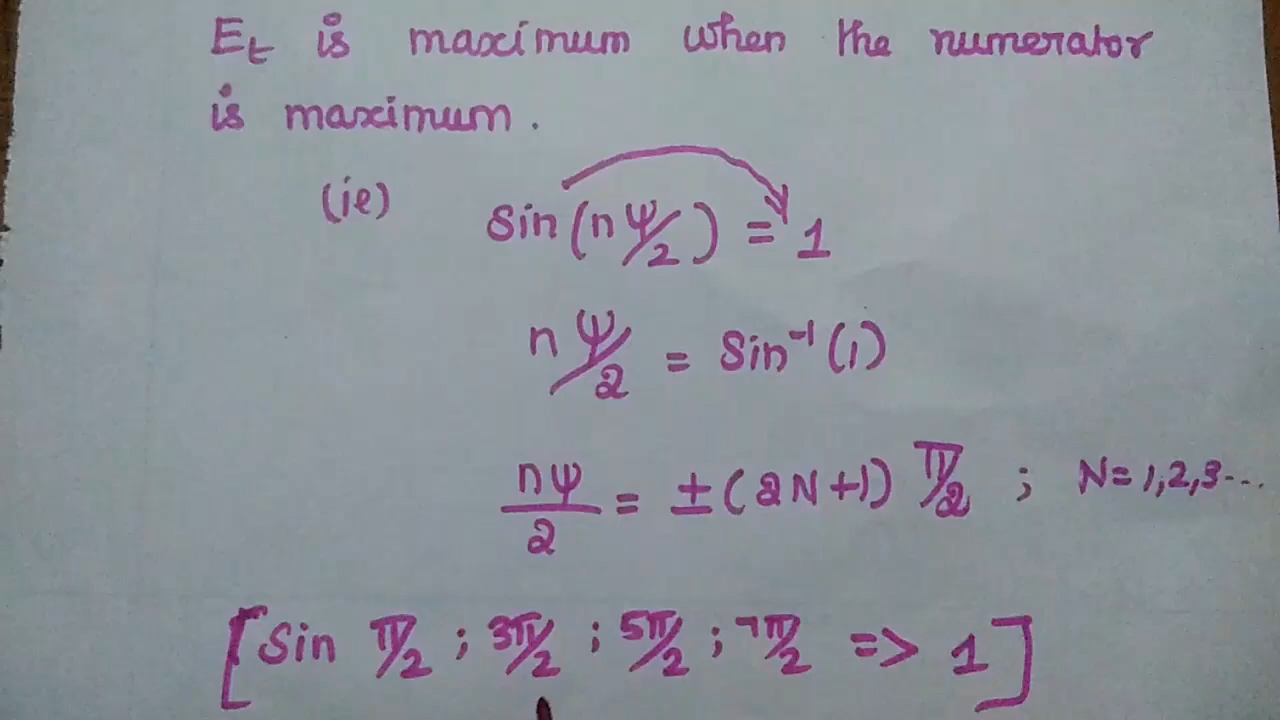 Et is maximum when the numerator
is maximum.
(ie) Sin(nψ/2) = 1
nψ/2 = Sin⁻¹(1)
nψ/2 = ±(2N+1) π/2 ; N=1,2,3...
[Sin π/2 ; 3π/2 ; 5π/2 ; 7π/2 => 1]